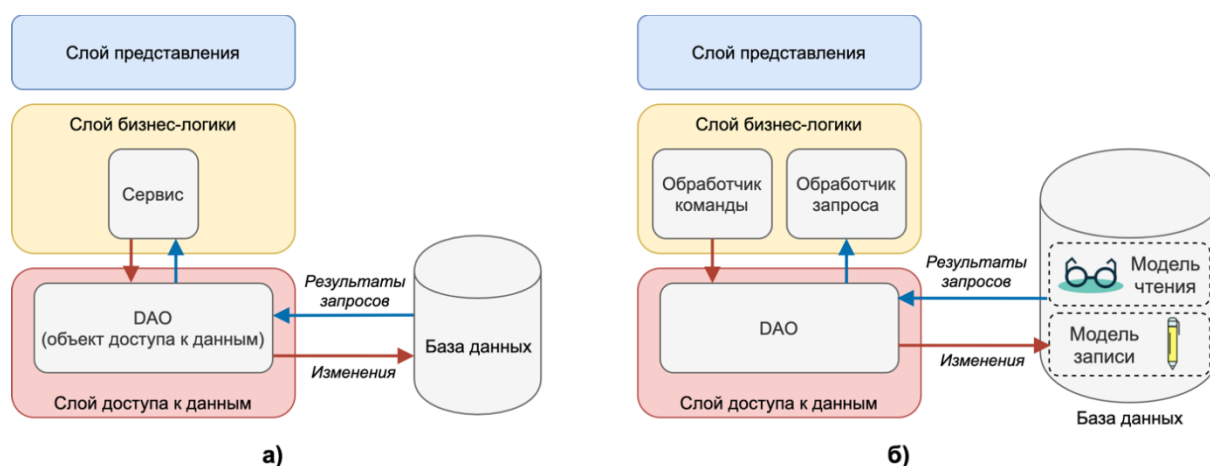 Слой представления
Слой бизнес-логики
Сервис
DAO
(объект доступа к данным)
Слой доступа к данным
Результаты
запросов
Изменения
База данных
а)
Слой представления
Слой бизнес-логики
Обработчик
команды
Обработчик
запроса
DAO
Слой доступа к данным
Результаты
запросов
Изменения
Модель
чтения
Модель
записи
База данных
б)